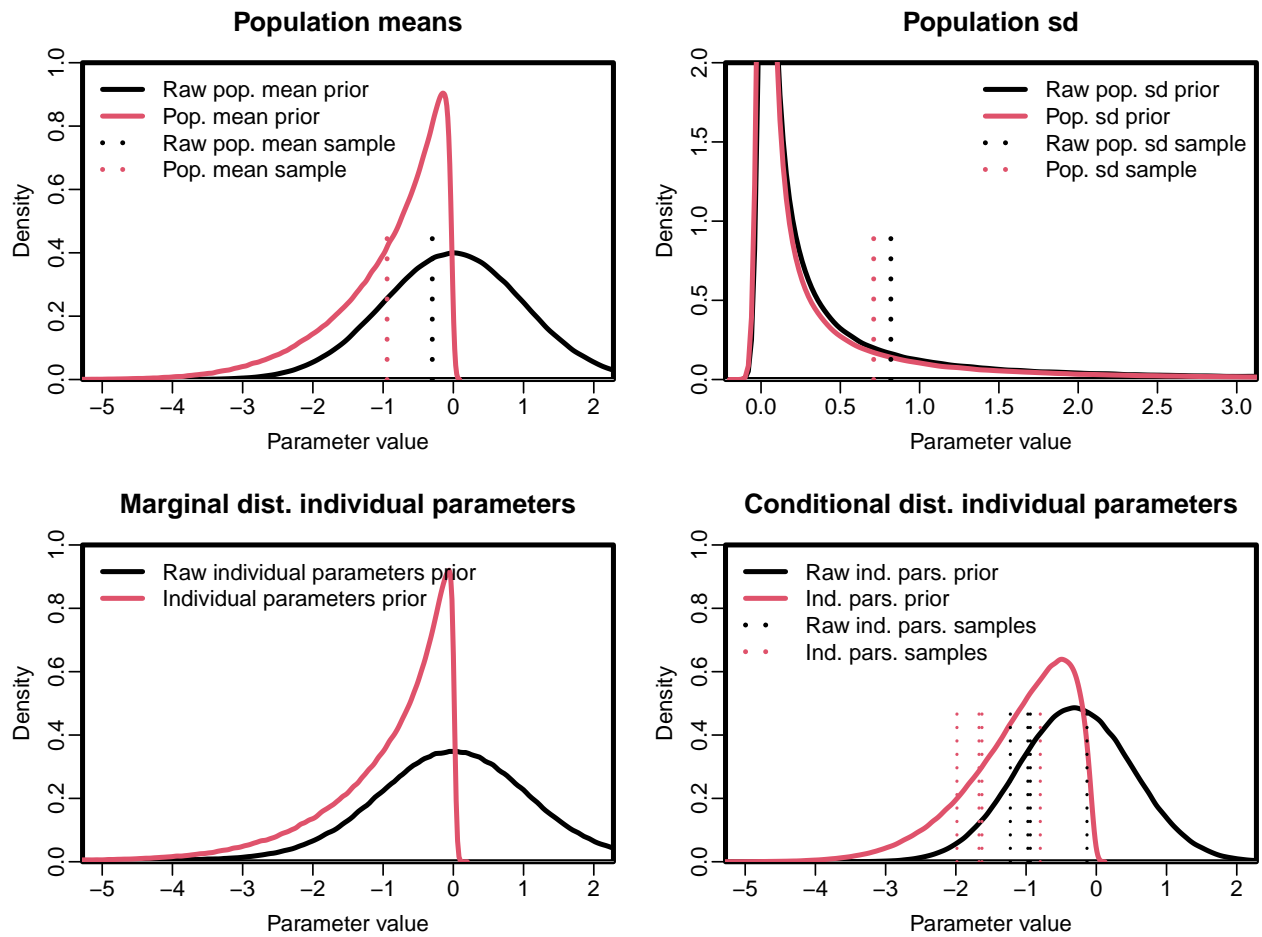 Population means
Density
0.0 0.2 0.4 0.6 0.8 1.0
Raw pop. mean prior
Pop. mean prior
Raw pop. mean sample
Pop. mean sample
−5 −4 −3 −2 −1 0 1 2
Parameter value
Population sd
Density
0.0 0.5 1.0 1.5 2.0
Raw pop. sd prior
Pop. sd prior
Raw pop. sd sample
Pop. sd sample
0.0 0.5 1.0 1.5 2.0 2.5 3.0
Parameter value
Marginal dist. individual parameters
Density
0.0 0.2 0.4 0.6 0.8 1.0
Raw individual parameters prior
Individual parameters prior
−5 −4 −3 −2 −1 0 1 2
Parameter value
Conditional dist. individual parameters
Density
0.0 0.2 0.4 0.6 0.8 1.0
Raw ind. pars. prior
Ind. pars. prior
Raw ind. pars. samples
Ind. pars. samples
−5 −4 −3 −2 −1 0 1 2
Parameter value